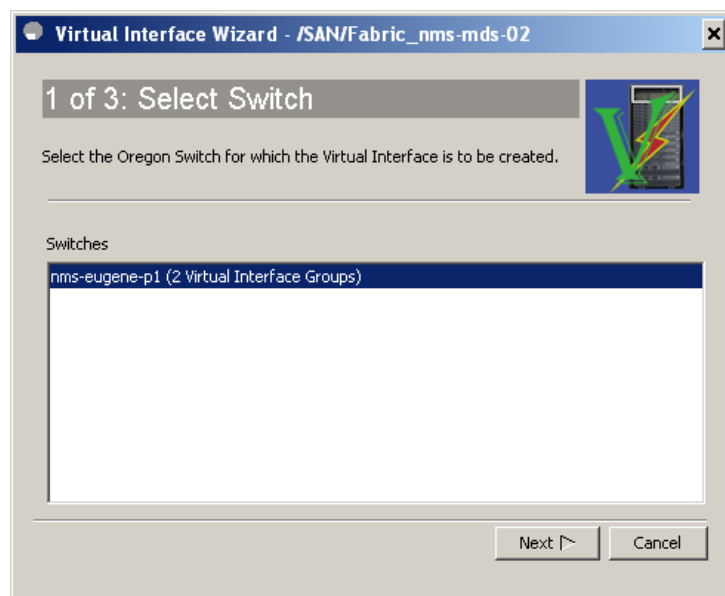 Virtual Interface Wizard - /SAN/Fabric_nms-mds-02
1 of 3: Select Switch
Select the Oregon Switch for which the Virtual Interface is to be created.
Switches
nms-eugene-p1 (2 Virtual Interface Groups)
Next
Cancel